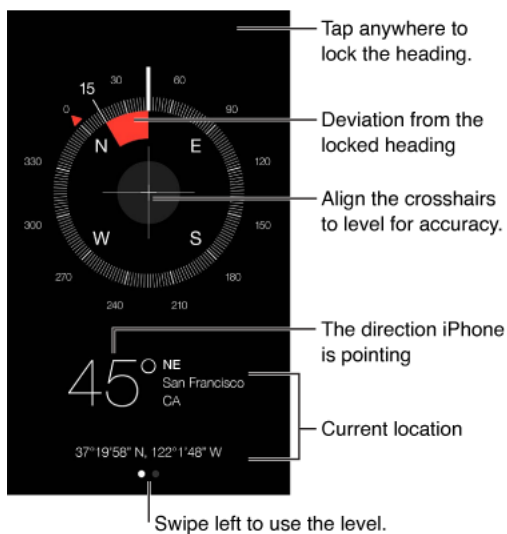 Tap anywhere to
lock the heading.
15
30
60
0
90
Deviation from the
locked heading
N
E
330
120
Align the crosshairs
to level for accuracy.
300
150
W
S
270
180
240
210
The direction iPhone
is pointing
45°
NE
San Francisco
CA
Current location
37°19'58" N, 122°1'48" W
Swipe left to use the level.